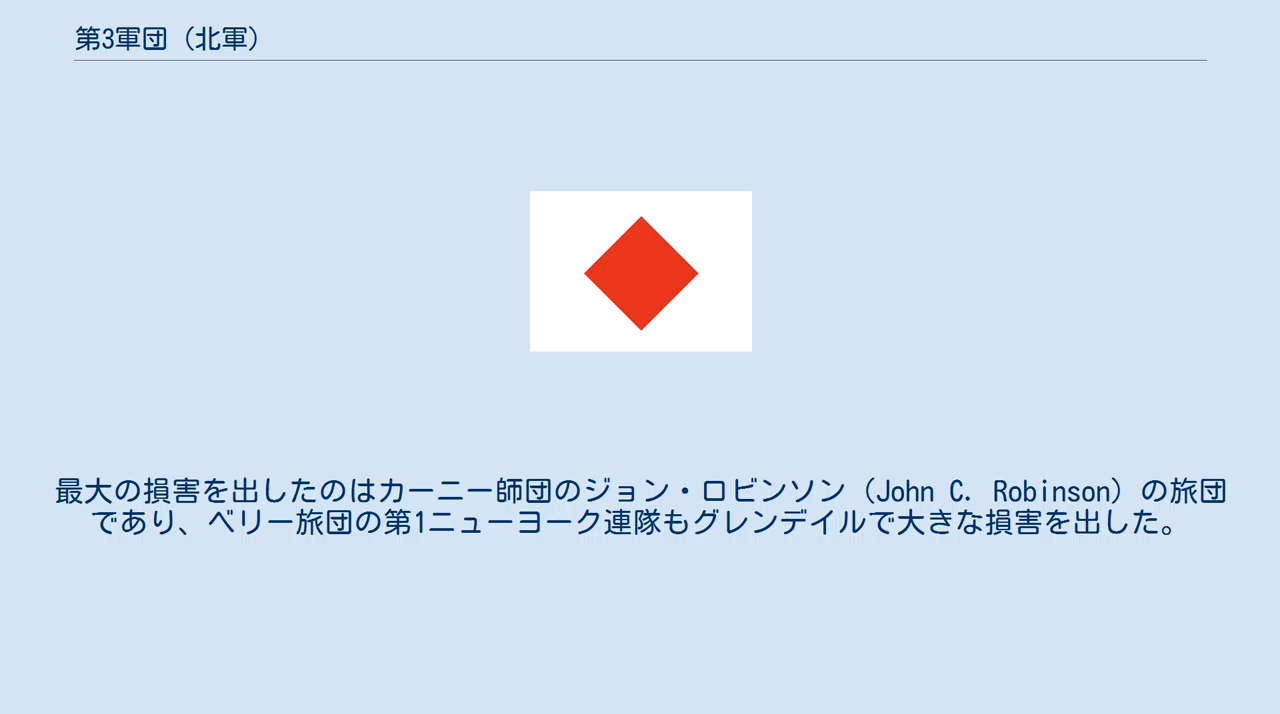 第3軍団（北軍）
最大の損害を出したのはカーニー師団のジョン・ロビンソン（John C. Robinson）の旅団
であり、ベリー旅団の第1ニューヨーク連隊もグレンデイルで大きな損害を出した。